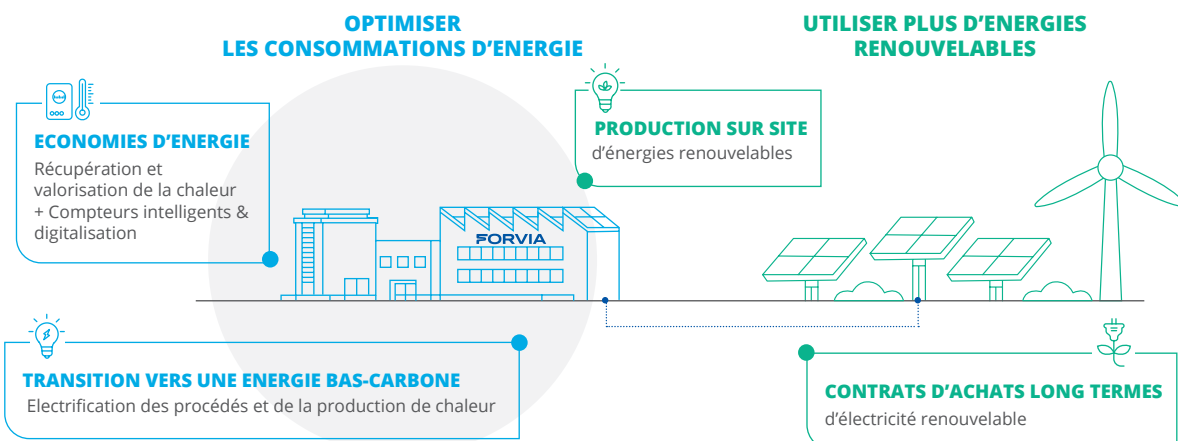 OPTIMISER
LES CONSOMMATIONS D'ENERGIE
UTILISER PLUS D'ENERGIES
RENOUVELABLES
ECONOMIES D'ENERGIE
Récupération et
valorisation de la chaleur
+ Compteurs intelligents &
digitalisation
PRODUCTION SUR SITE
d'énergies renouvelables
FORVIA
TRANSITION VERS UNE ENERGIE BAS-CARBONE
Electrification des procédés et de la production de chaleur
CONTRATS D'ACHATS LONG TERMES
d'électricité renouvelable